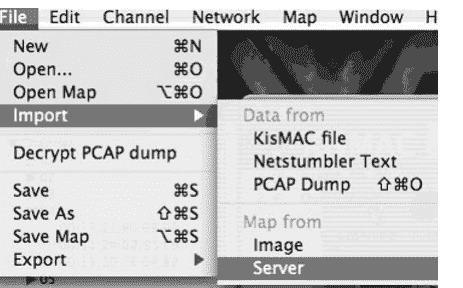 File Edit Channel Network Map Window H
New ⌘N
Open... ⌘O
Open Map ⌥⌘O
Import
Decrypt PCAP dump
Save ⌘S
Save As ⇧⌘S
Save Map ⌥⌘S
Export
Data from
KisMAC file
Netstumbler Text
PCAP Dump ⇧⌘O
Map from
Image
Server